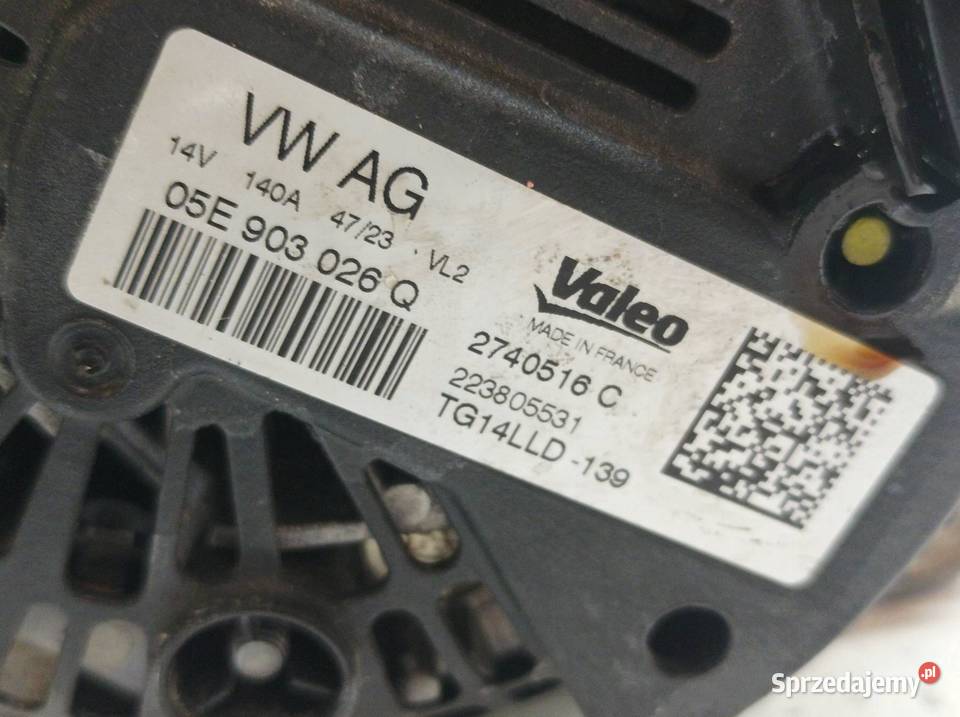 VW AG
14V 140A 47/23 VL2
05E 903 026 Q
Valeo
MADE IN FRANCE
2740516 C
223805531
TG14LLD -139
Sprzedajemy.pl